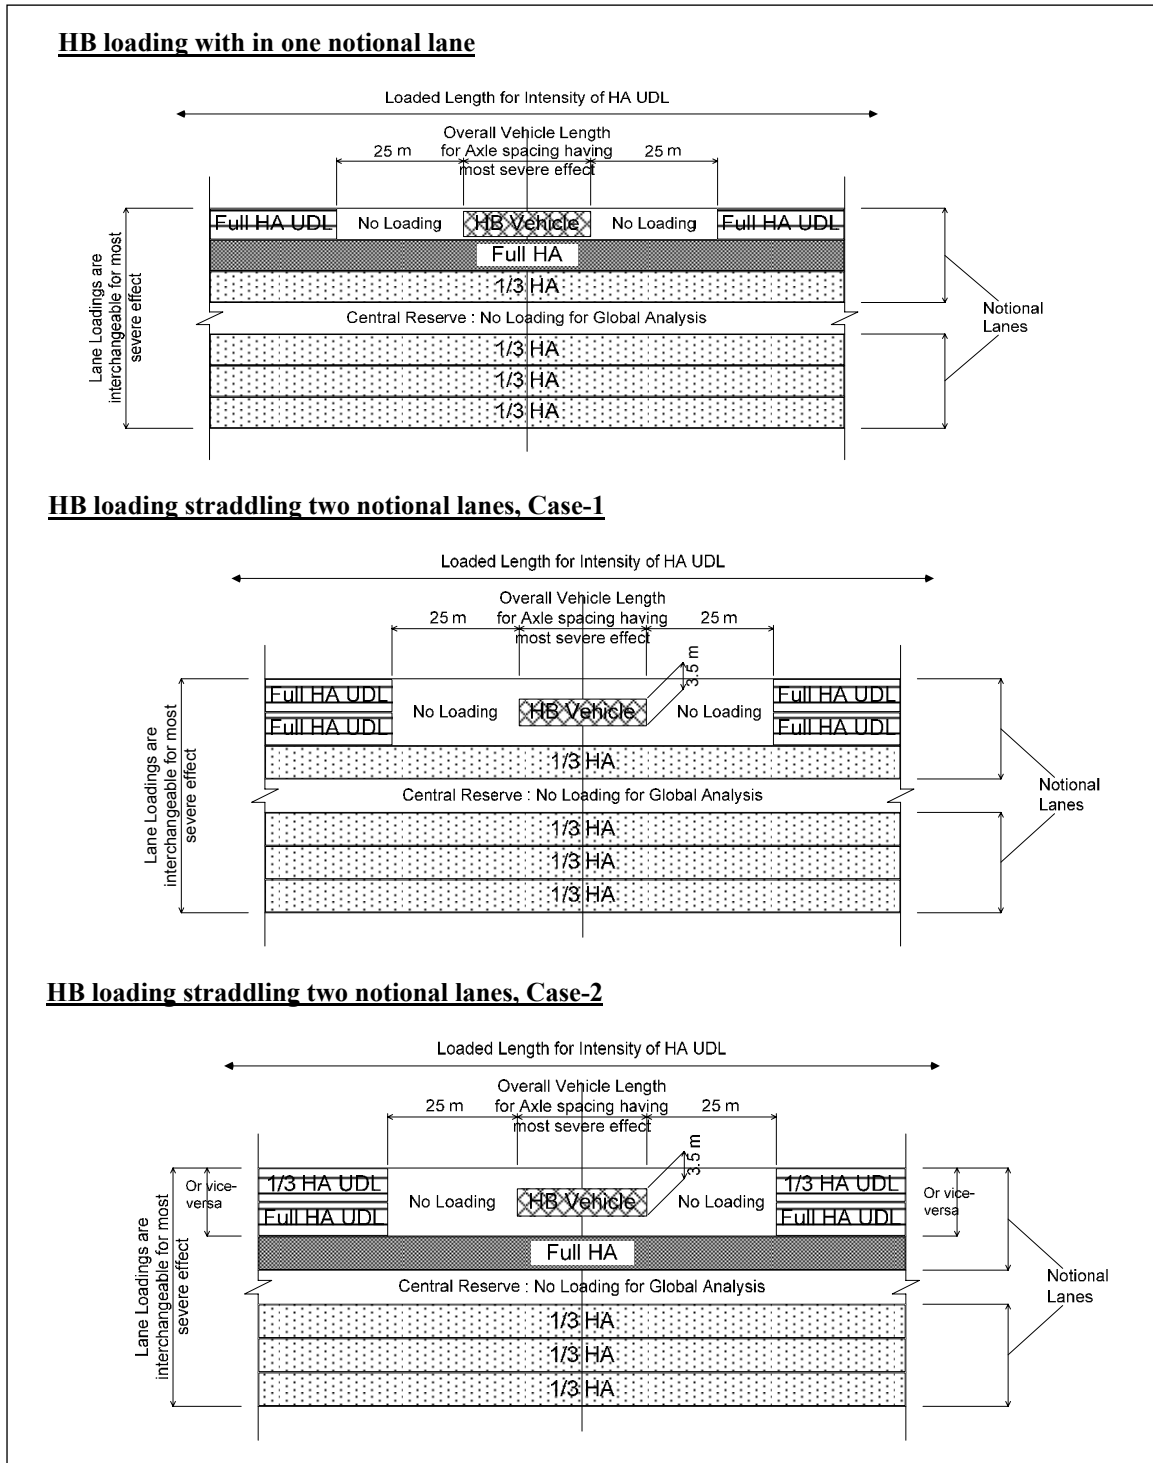 HB loading with in one notional lane
Loaded Length for Intensity of HA UDL
Overall Vehicle Length
25 m for Axle spacing having 25 m
most severe effect
Full HA UDL No Loading HB Vehicle No Loading Full HA UDL
Full HA
1/3 HA
Central Reserve : No Loading for Global Analysis
1/3 HA
1/3 HA
1/3 HA
Lane Loadings are
interchangeable for most
severe effect
Notional
Lanes
HB loading straddling two notional lanes, Case-1
Loaded Length for Intensity of HA UDL
Overall Vehicle Length
25 m for Axle spacing having 25 m
most severe effect
3.5 m
Full HA UDL No Loading HB Vehicle No Loading Full HA UDL
Full HA UDL Full HA UDL
1/3 HA
Central Reserve : No Loading for Global Analysis
1/3 HA
1/3 HA
1/3 HA
Lane Loadings are
interchangeable for most
severe effect
Notional
Lanes
HB loading straddling two notional lanes, Case-2
Loaded Length for Intensity of HA UDL
Overall Vehicle Length
25 m for Axle spacing having 25 m
most severe effect
3.5 m
Or vice-
versa
1/3 HA UDL No Loading HB Vehicle No Loading 1/3 HA UDL
Full HA UDL Full HA UDL
Or vice-
versa
Full HA
Central Reserve : No Loading for Global Analysis
1/3 HA
1/3 HA
1/3 HA
Lane Loadings are
interchangeable for most
severe effect
Notional
Lanes